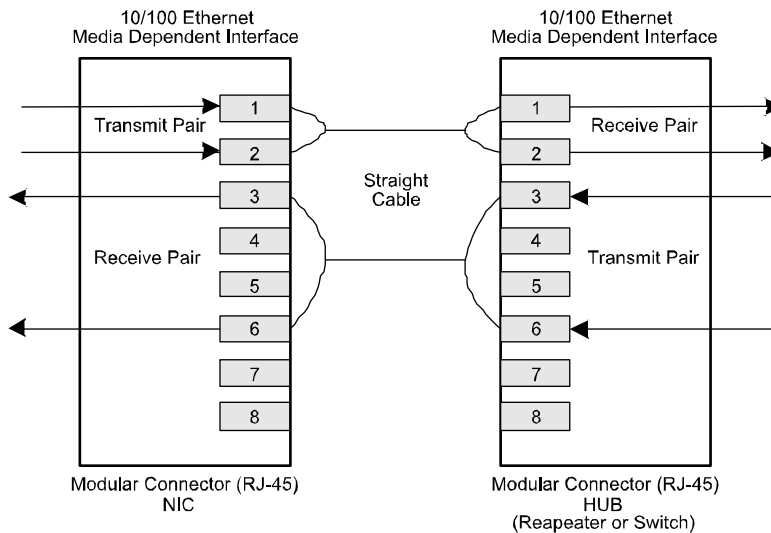 10/100 Ethernet
Media Dependent Interface
1
Transmit Pair
2
3
4
Receive Pair
5
6
7
8
Modular Connector (RJ-45)
NIC
Straight
Cable
10/100 Ethernet
Media Dependent Interface
1
Receive Pair
2
3
4
Transmit Pair
5
6
7
8
Modular Connector (RJ-45)
HUB
(Reapeater or Switch)